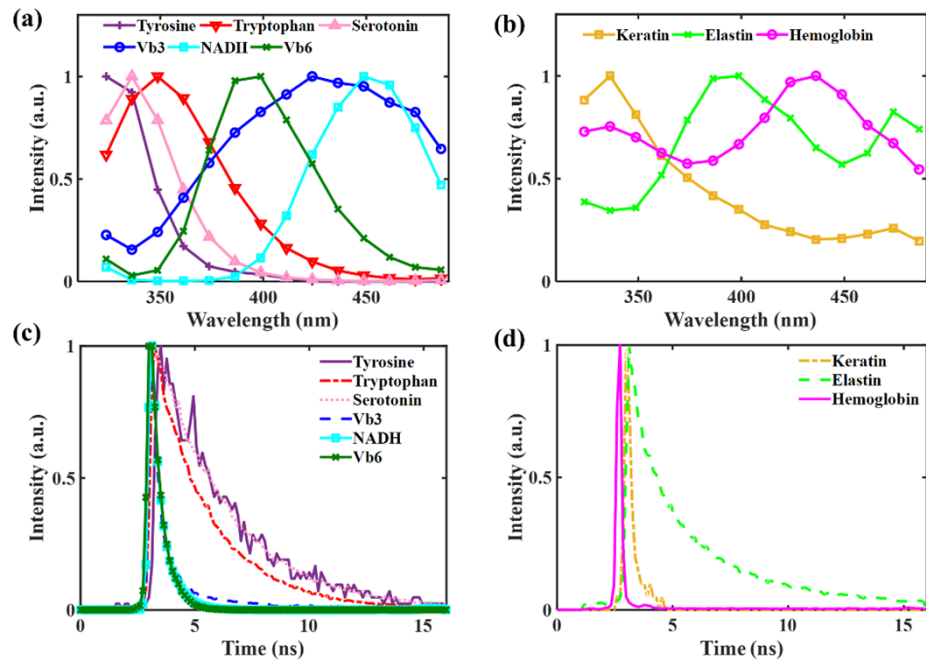 (a)
Tyrosine Tryptophan Serotonin
Vb3 NADH Vb6
1
0.5
0
Intensity (a.u.)
350 400 450
Wavelength (nm)
(b)
Keratin Elastin Hemoglobin
1
0.5
0
Intensity (a.u.)
350 400 450
Wavelength (nm)
(c)
Tyrosine
Tryptophan
Serotonin
Vb3
NADH
Vb6
1
0.5
0
Intensity (a.u.)
0 5 10 15
Time (ns)
(d)
Keratin
Elastin
Hemoglobin
1
0.5
0
Intensity (a.u.)
0 5 10 15
Time (ns)